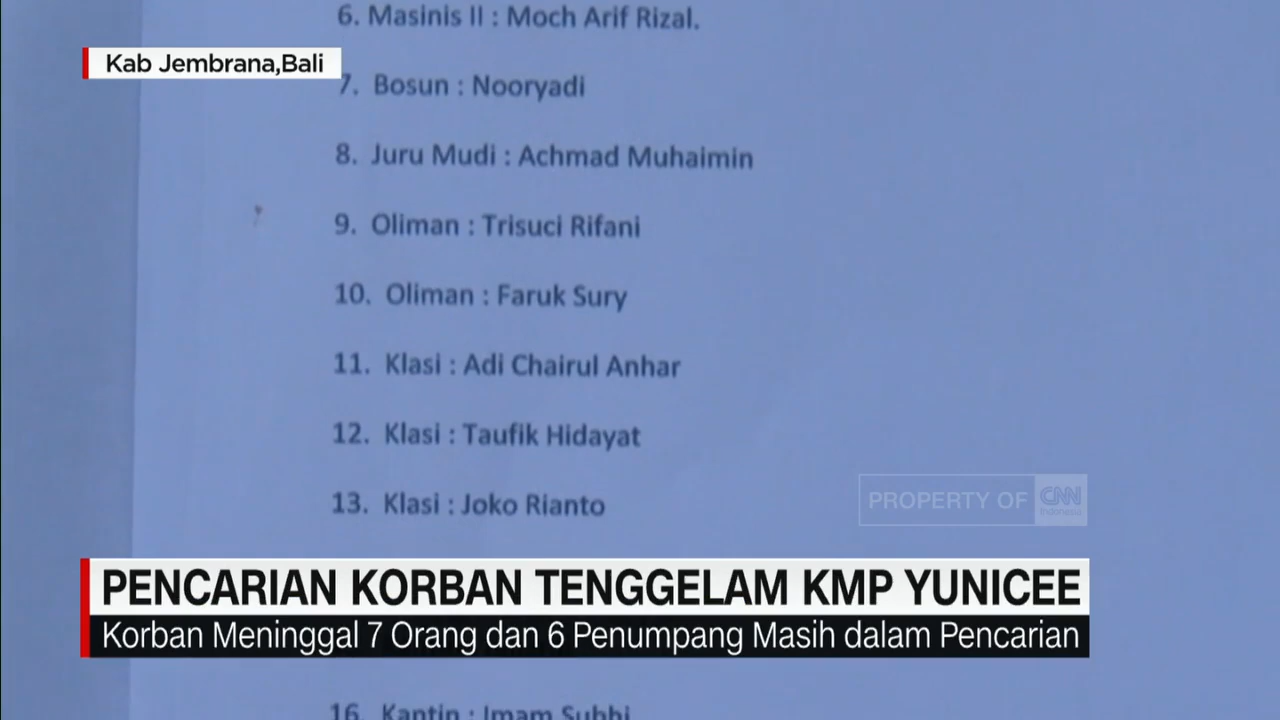 6. Masinis II : Moch Arif Rizal.
Kab Jembrana,Bali
7. Bosun : Nooryadi
8. Juru Mudi : Achmad Muhaimin
9. Oliman : Trisuci Rifani
10. Oliman : Faruk Sury
11. Klasi : Adi Chairul Anhar
12. Klasi : Taufik Hidayat
13. Klasi : Joko Rianto
PROPERTY OF CNN Indonesia
PENCARIAN KORBAN TENGGELAM KMP YUNICEE
Korban Meninggal 7 Orang dan 6 Penumpang Masih dalam Pencarian
16. Kantin : Imam Subhi